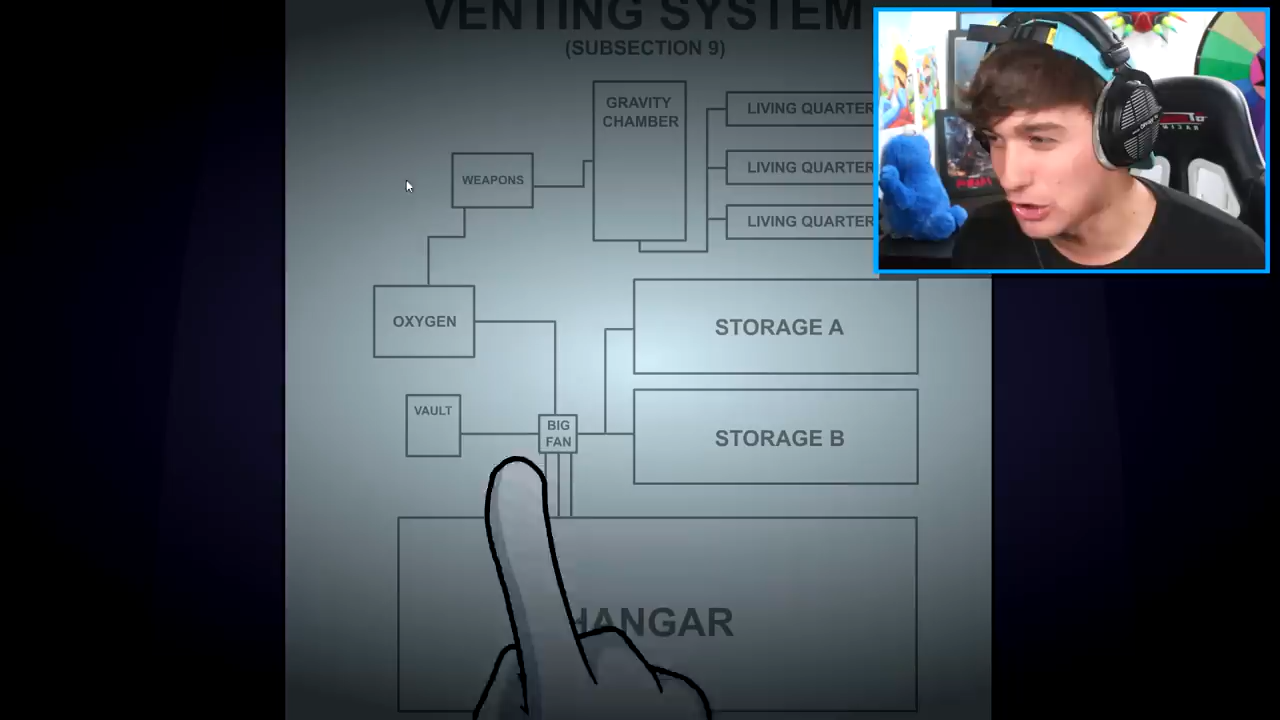 VENTING SYSTEM
(SUBSECTION 9)
GRAVITY
CHAMBER
LIVING QUARTER
WEAPONS
LIVING QUARTER
LIVING QUARTER
OXYGEN
STORAGE A
VAULT
BIG
FAN
STORAGE B
HANGAR